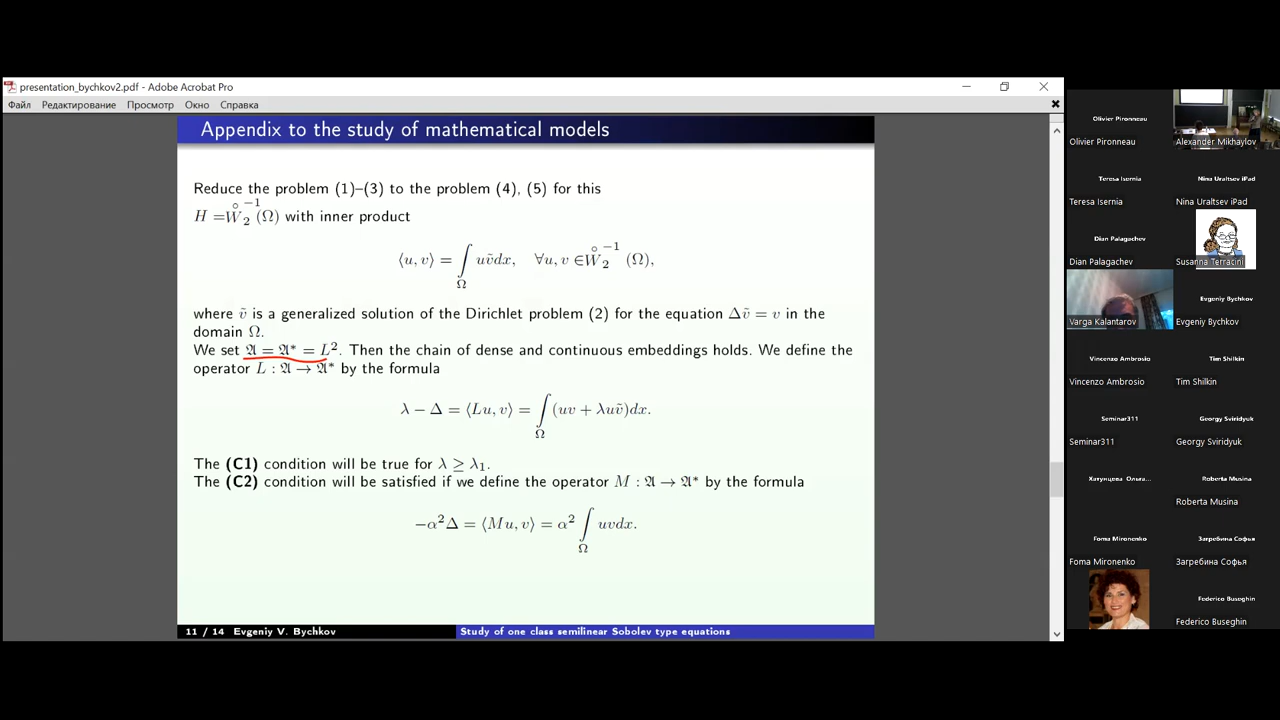 presentation_bychkov2.pdf - Adobe Acrobat Pro
Файл Редактирование Просмотр Окно Справка
Appendix to the study of mathematical models
Reduce the problem (1)–(3) to the problem (4), (5) for this
H = W̊₂⁻¹(Ω) with inner product
⟨u, v⟩ = ∫_Ω uṽdx, ∀u, v ∈ W̊₂⁻¹(Ω),
where ṽ is a generalized solution of the Dirichlet problem (2) for the equation Δṽ = v in the
domain Ω.
We set 𝔄 = 𝔄* = L². Then the chain of dense and continuous embeddings holds. We define the
operator L : 𝔄 → 𝔄* by the formula
λ − Δ = ⟨Lu, v⟩ = ∫_Ω (uv + λuṽ)dx.
The (C1) condition will be true for λ ≥ λ₁.
The (C2) condition will be satisfied if we define the operator M : 𝔄 → 𝔄* by the formula
−α²Δ = ⟨Mu, v⟩ = α² ∫_Ω uvdx.
11 / 14 Evgeniy V. Bychkov Study of one class semilinear Sobolev type equations
Olivier Pironneau
Olivier Pironneau
Alexander Mikhaylov
Teresa Isernia
Teresa Isernia
Nina Uraltsev iPad
Nina Uraltsev iPad
Dian Palagachev
Dian Palagachev
Susanna Terracini
Varga Kalantarov
Evgeniy Bychkov
Evgeniy Bychkov
Vincenzo Ambrosio
Vincenzo Ambrosio
Tim Shilkin
Tim Shilkin
Seminar311
Seminar311
Georgy Sviridyuk
Georgy Sviridyuk
Хатунцева Ольга...
Roberta Musina
Roberta Musina
Foma Mironenko
Foma Mironenko
Загребина Софья
Загребина Софья
Federico Buseghin
Federico Buseghin